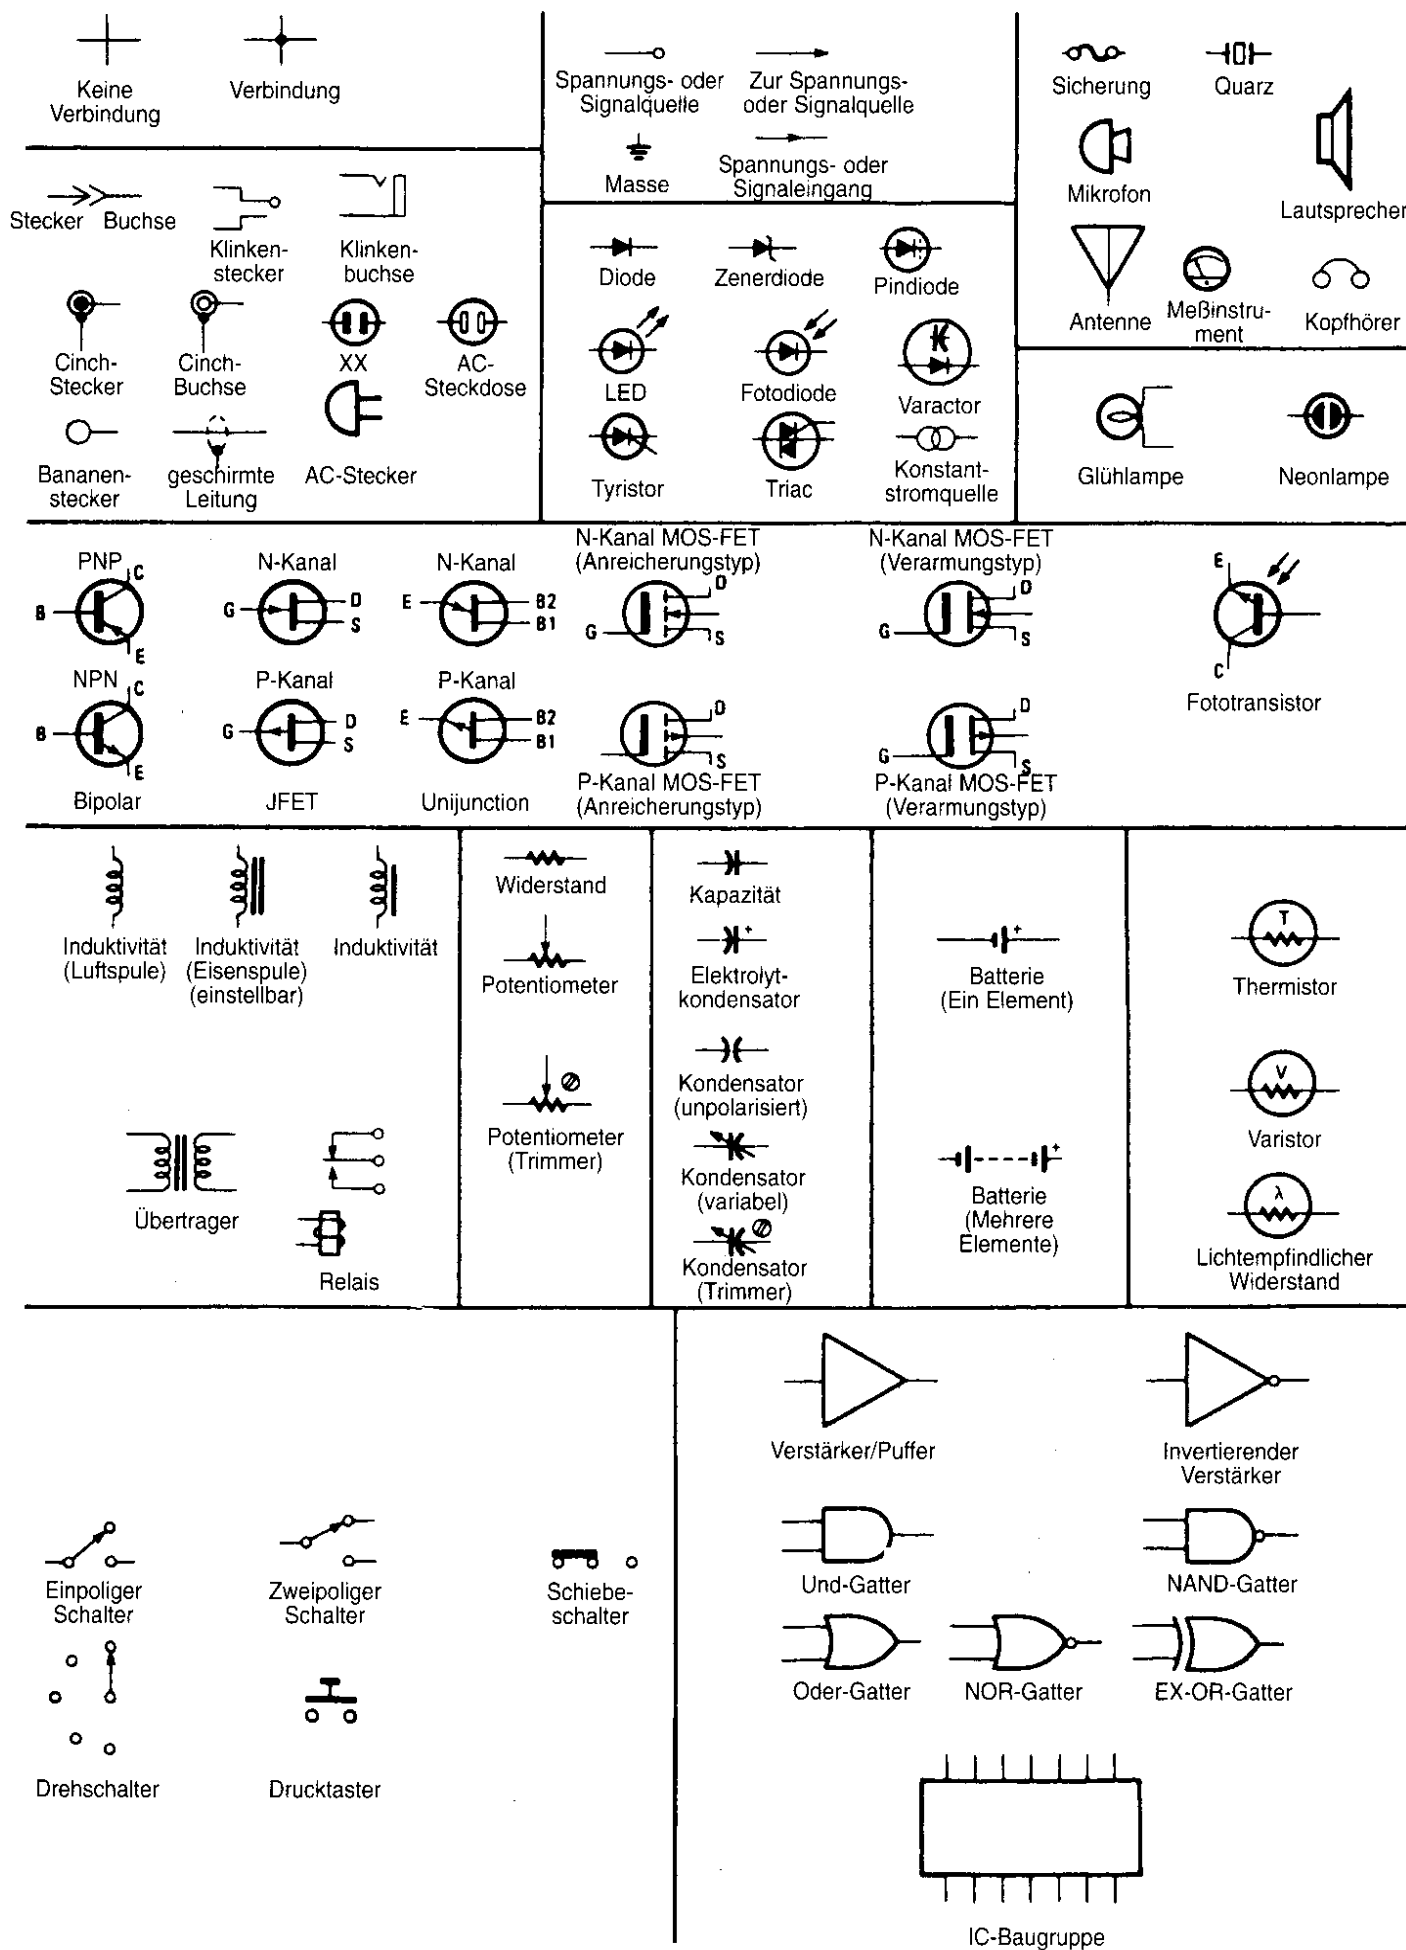 Keine
Verbindung
Verbindung
Spannungs- oder
Signalquelle
Zur Spannungs-
oder Signalquelle
Masse
Spannungs- oder
Signaleingang
Sicherung
Quarz
Mikrofon
Lautsprecher
Antenne
Meßinstru-
ment
Kopfhörer
Stecker
Buchse
Klinken-
stecker
Klinken-
buchse
Cinch-
Stecker
Cinch-
Buchse
XX
AC-
Steckdose
Bananen-
stecker
geschirmte
Leitung
AC-Stecker
Diode
Zenerdiode
Pindiode
LED
Fotodiode
Varactor
Tyristor
Triac
Konstant-
stromquelle
Glühlampe
Neonlampe
PNP
C
B
E
NPN
C
B
E
Bipolar
N-Kanal
G
D
S
P-Kanal
G
D
S
JFET
N-Kanal
E
B2
B1
P-Kanal
E
B2
B1
Unijunction
N-Kanal MOS-FET
(Anreicherungstyp)
D
G
S
D
S
P-Kanal MOS-FET
(Anreicherungstyp)
N-Kanal MOS-FET
(Verarmungstyp)
D
G
S
D
G
S
P-Kanal MOS-FET
(Verarmungstyp)
E
C
Fototransistor
Induktivität
(Luftspule)
Induktivität
(Eisenspule)
(einstellbar)
Induktivität
Übertrager
Relais
Widerstand
Potentiometer
Potentiometer
(Trimmer)
Kapazität
+
Elektrolyt-
kondensator
Kondensator
(unpolarisiert)
Kondensator
(variabel)
Kondensator
(Trimmer)
+
Batterie
(Ein Element)
+
Batterie
(Mehrere
Elemente)
T
Thermistor
V
Varistor
λ
Lichtempfindlicher
Widerstand
Einpoliger
Schalter
Zweipoliger
Schalter
Schiebe-
schalter
Drehschalter
Drucktaster
Verstärker/Puffer
Invertierender
Verstärker
Und-Gatter
NAND-Gatter
Oder-Gatter
NOR-Gatter
EX-OR-Gatter
IC-Baugruppe